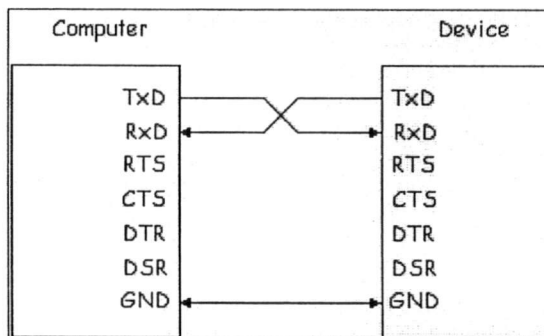 Computer Device
TxD TxD
RxD RxD
RTS RTS
CTS CTS
DTR DTR
DSR DSR
GND GND